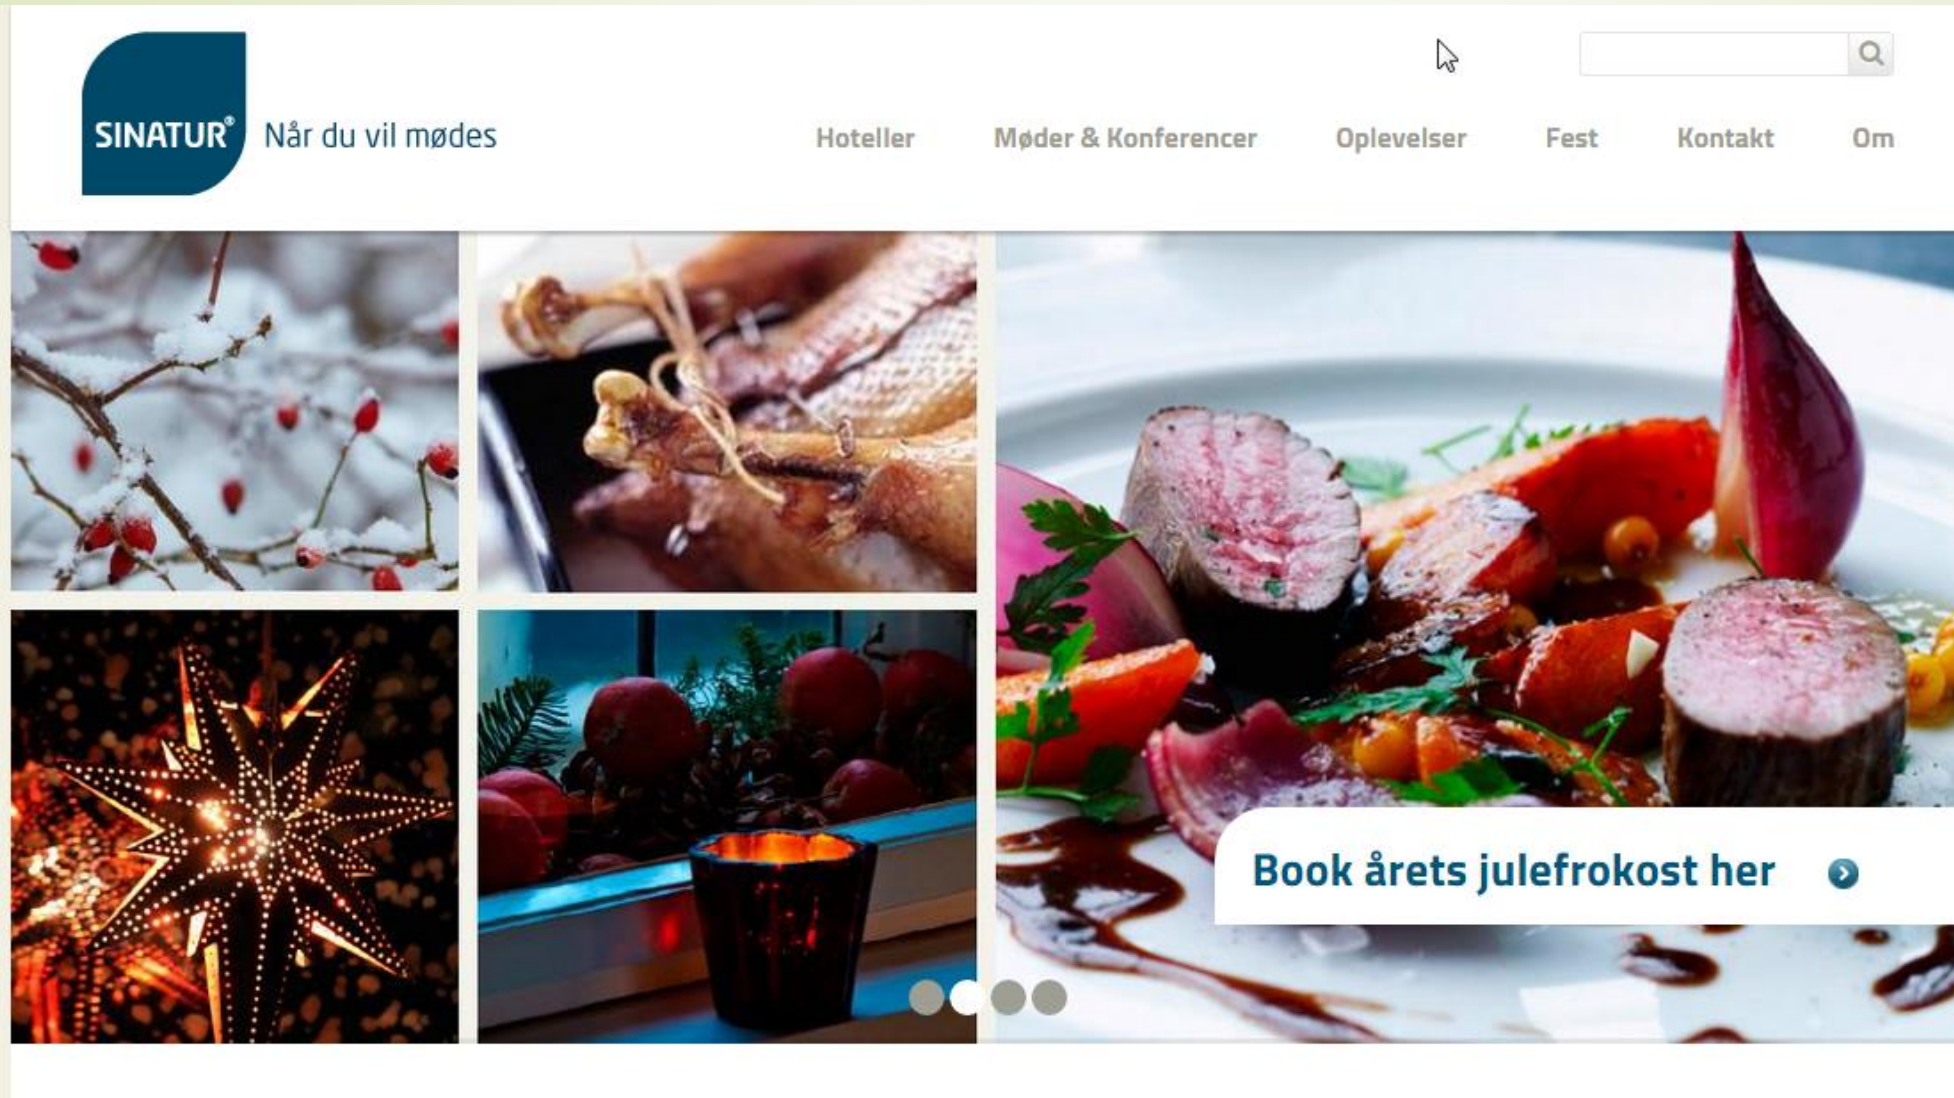 SINATUR®
Når du vil mødes
Hoteller
Møder & Konferencer
Oplevelser
Fest
Kontakt
Om
Book årets julefrokost her